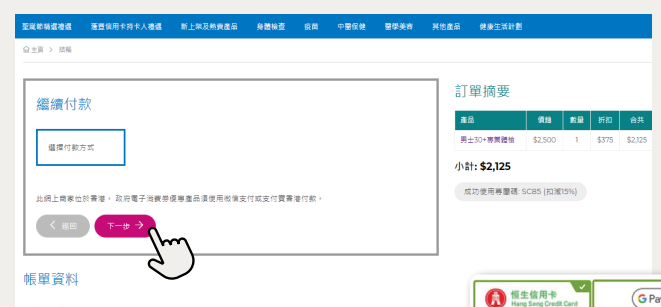 聖誕節精選禮遇 滙豐信用卡持卡人禮遇 新上架及熱賣產品 身體檢查 疫苗 中醫保健 醫學美容 其他產品 健康生活計劃
主頁 > 結賬
繼續付款
選擇付款方式
此網上商家位於香港。 政府電子消費券優惠產品須使用微信支付或支付寶香港付款。
< 返回
下一步 →
帳單資料
訂單摘要
產品 價錢 數量 折扣 合共
男士30+專業體檢 $2,500 1 $375 $2,125
小計: $2,125
成功使用專屬碼: SC85 (扣減15%)
恒生信用卡
Hang Seng Credit Card
G Pa